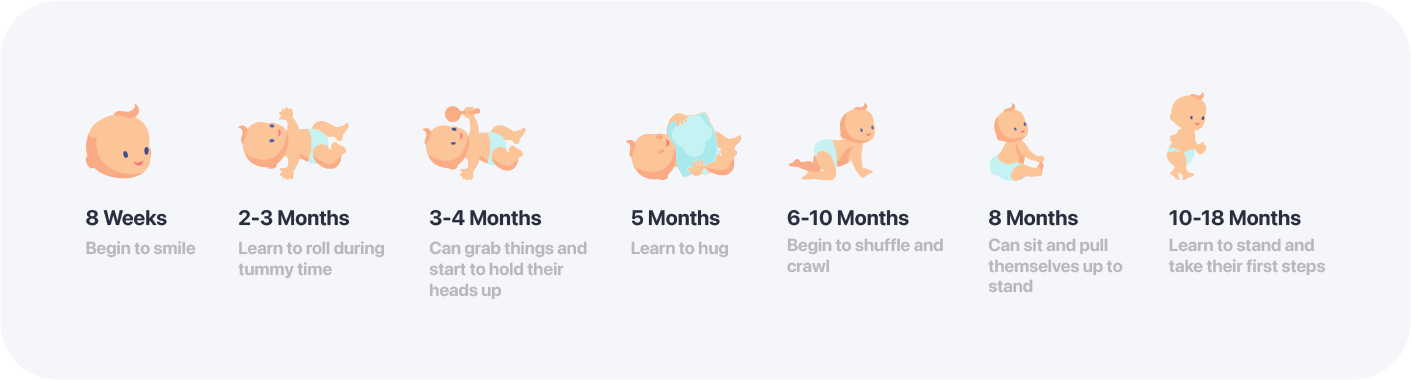 8 Weeks
Begin to smile
2-3 Months
Learn to roll during
tummy time
3-4 Months
Can grab things and
start to hold their
heads up
5 Months
Learn to hug
6-10 Months
Begin to shuffle and
crawl
8 Months
Can sit and pull
themselves up to
stand
10-18 Months
Learn to stand and
take their first steps